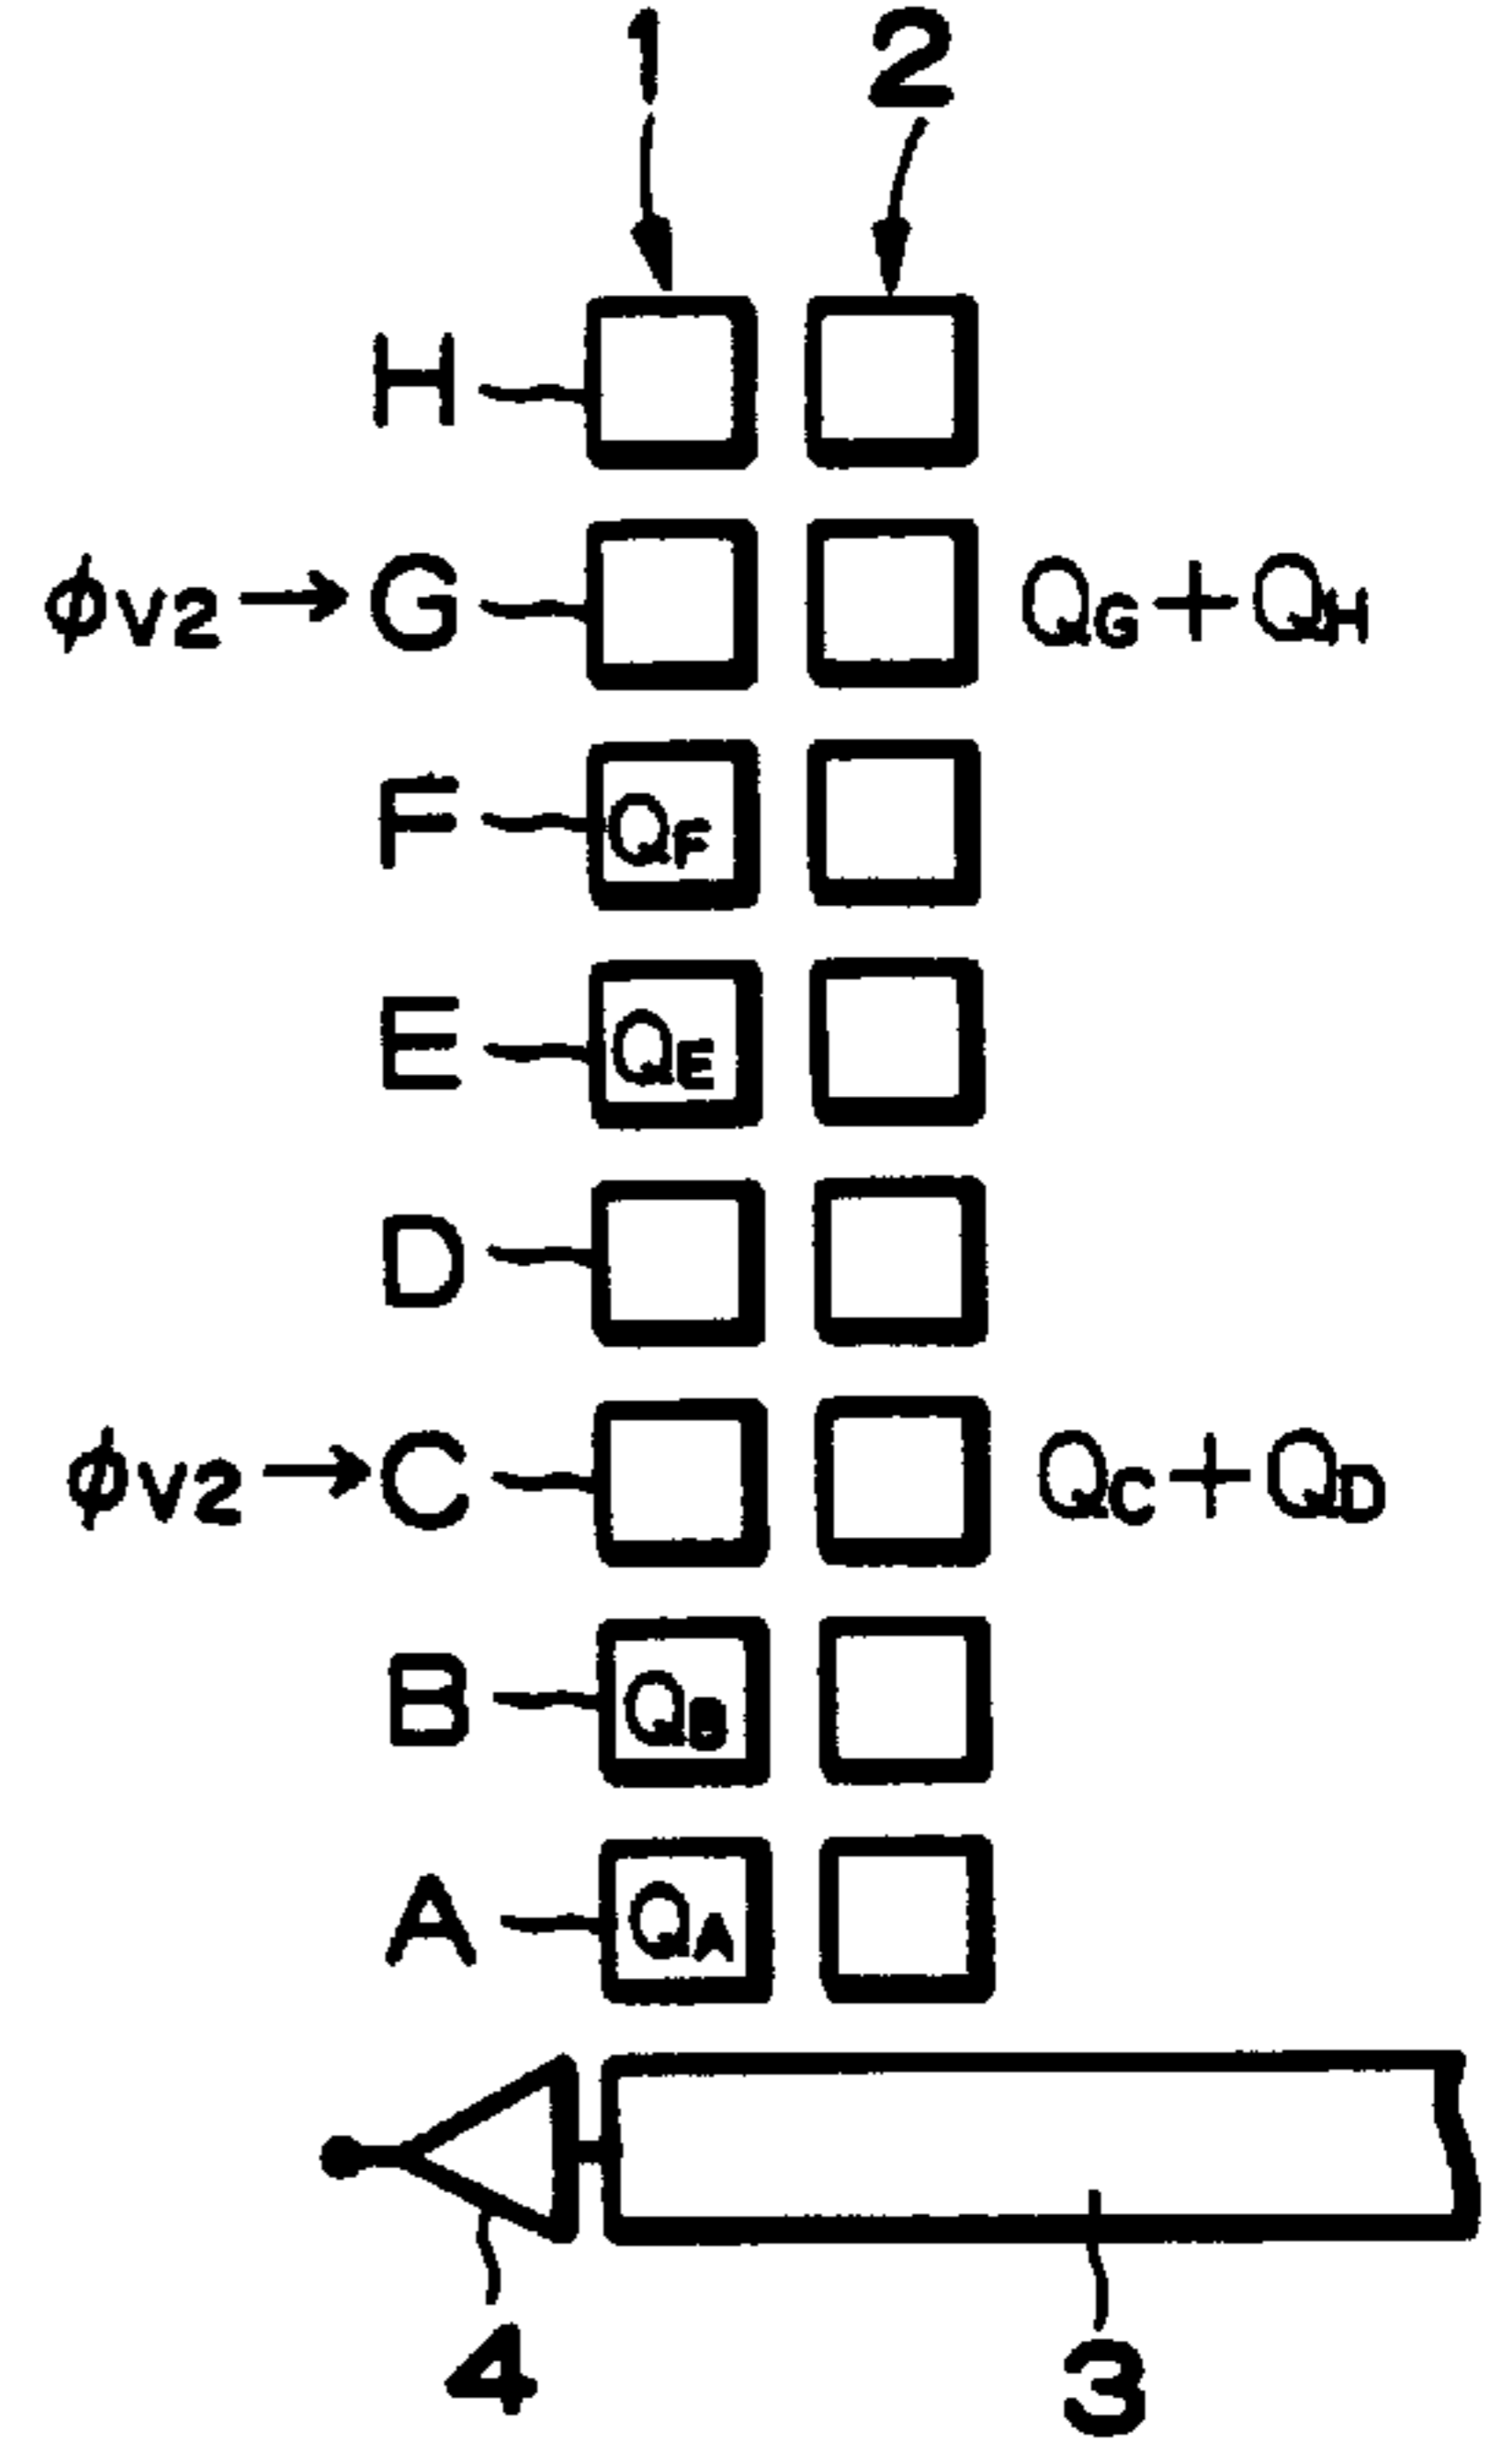 1 2
H
ϕV2→G QG+QH
F QF
E QE
D
ϕV2→C QC+QD
B QB
A QA
4
3